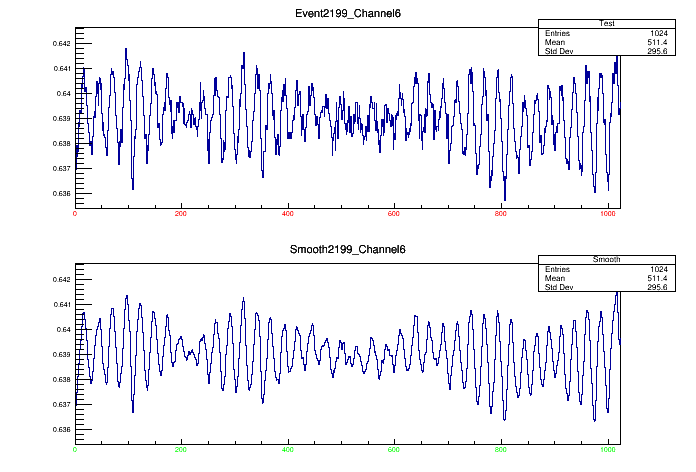 Event2199_Channel6
Test
Entries 1024
Mean 511.4
Std Dev 295.6
0.642
0.641
0.64
0.639
0.638
0.637
0.636
0 200 400 600 800 1000
Smooth2199_Channel6
Smooth
Entries 1024
Mean 511.4
Std Dev 295.6
0.642
0.641
0.64
0.639
0.638
0.637
0.636
0 200 400 600 800 1000